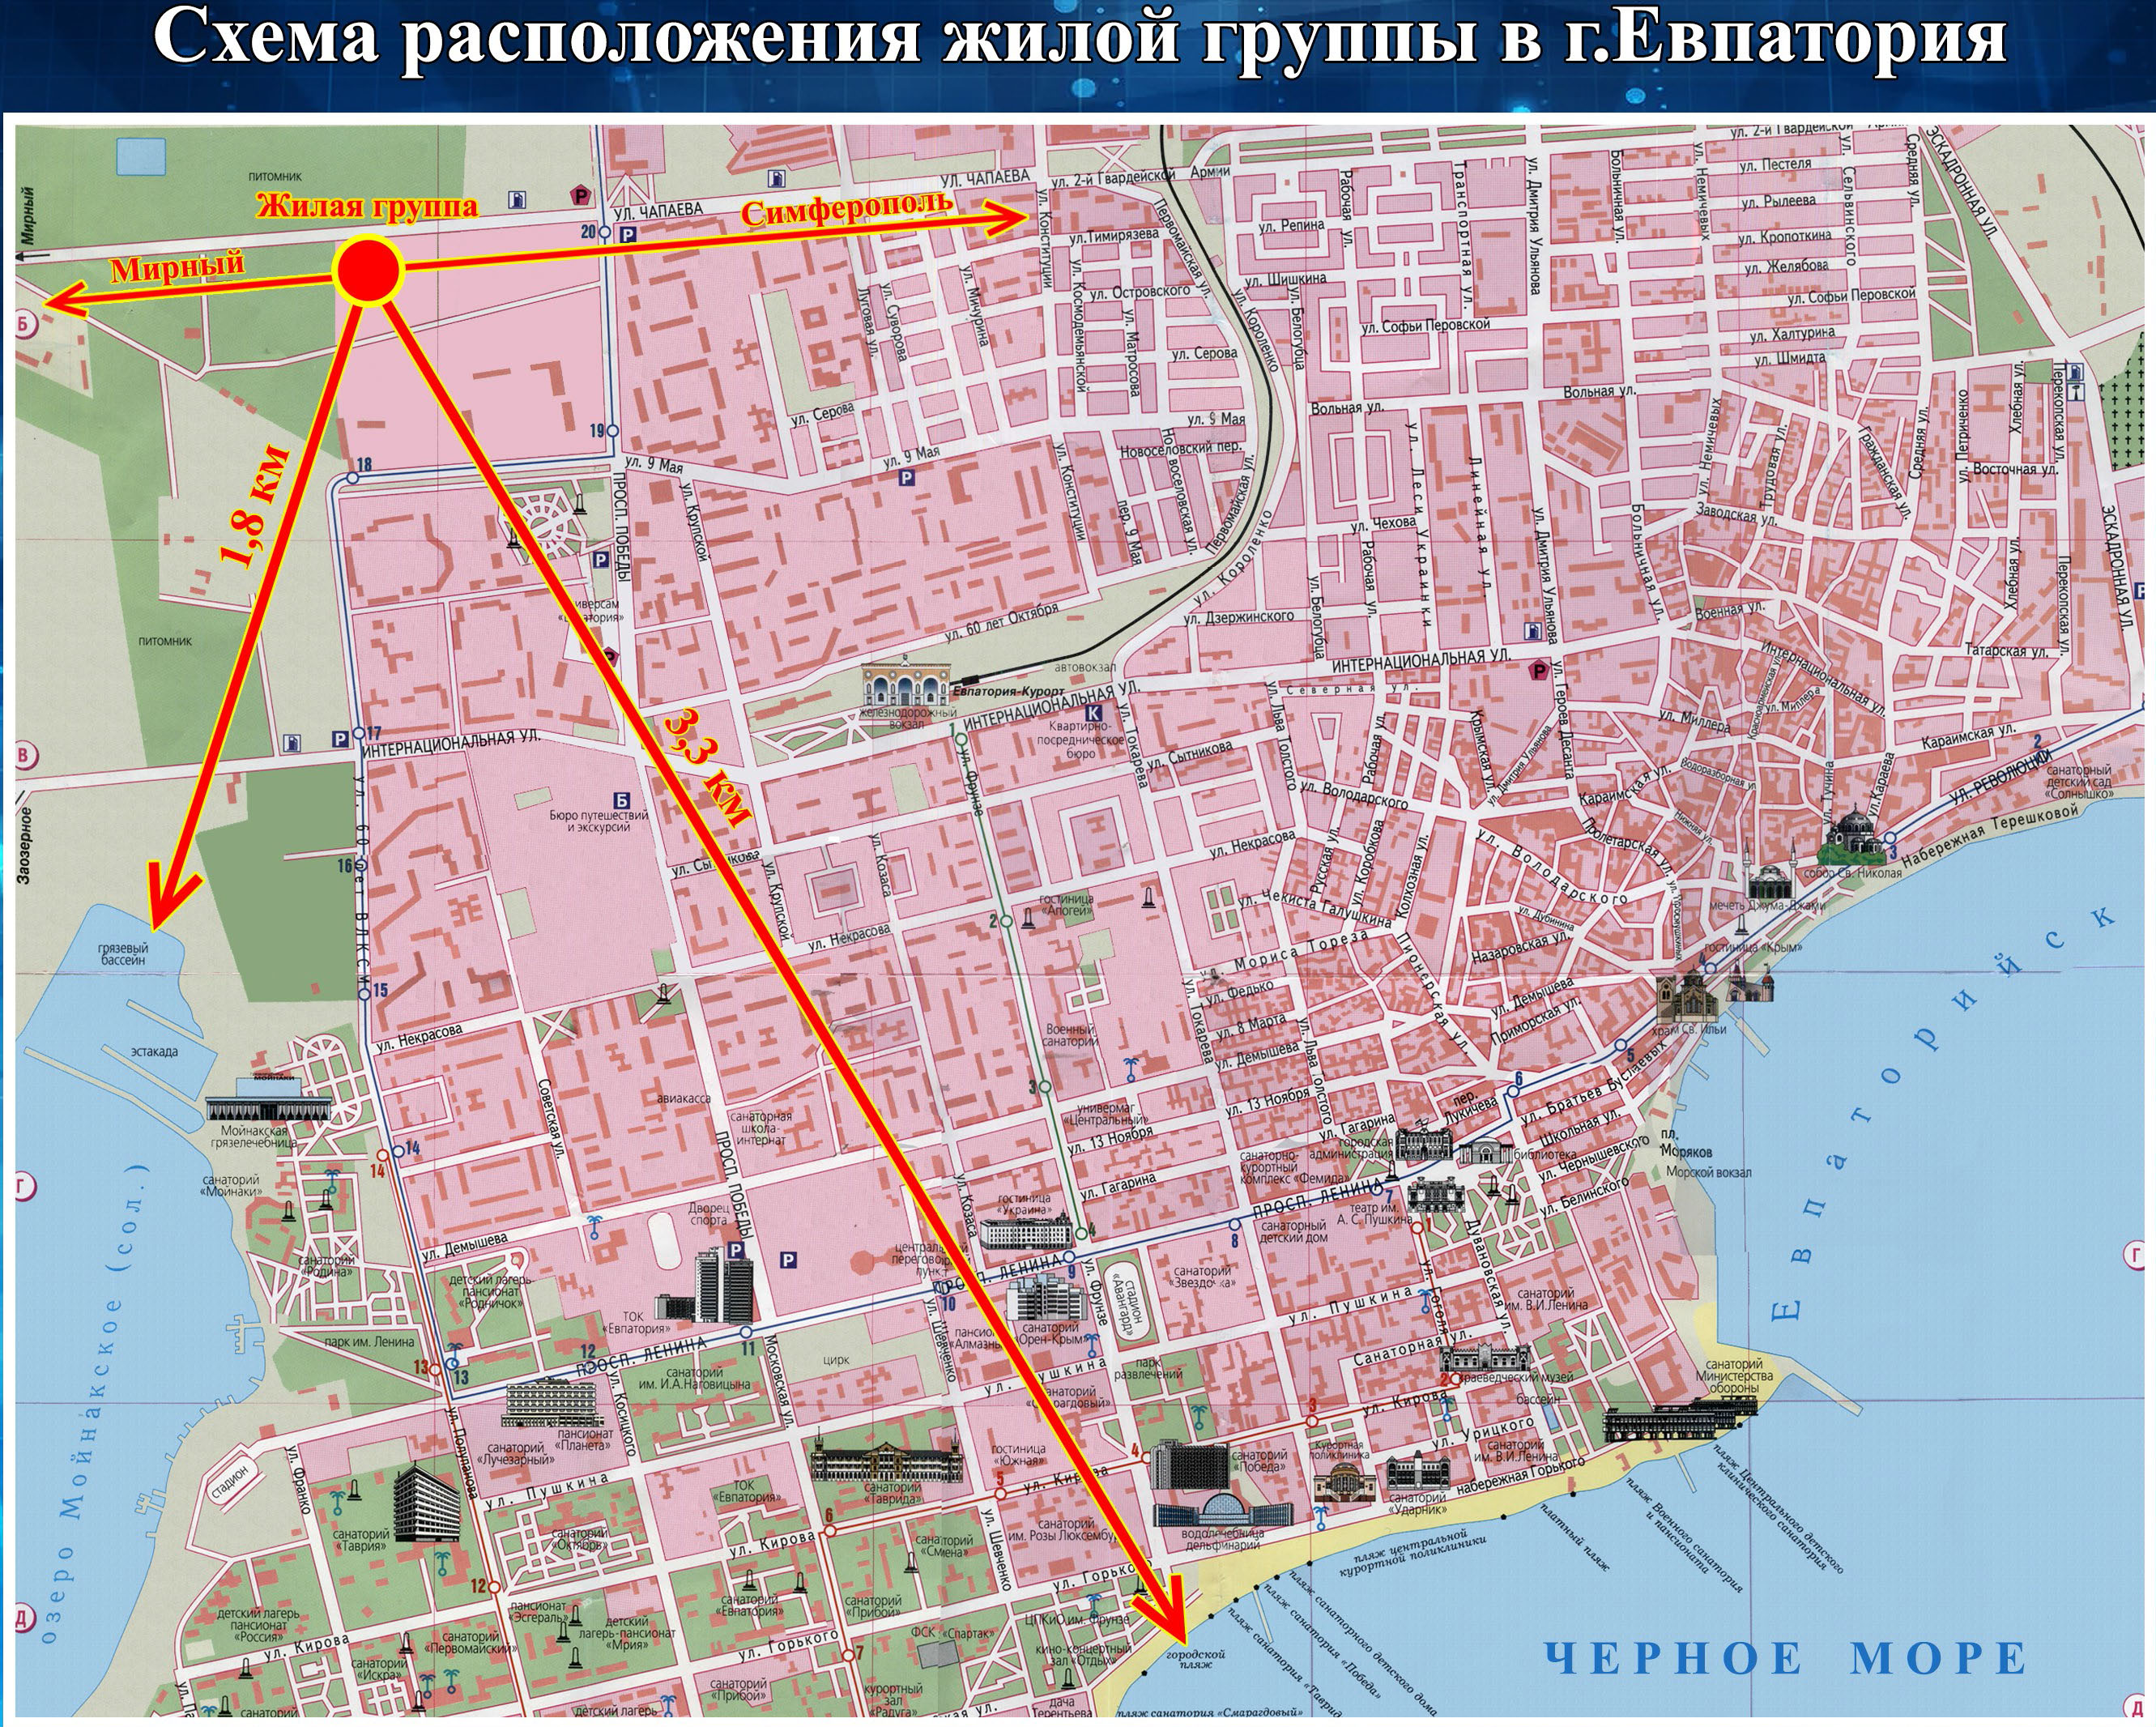 Схема расположения жилой группы в г.Евпатория
ул. 2-й Гвардейской
ПИТОМНИК
УЛ. ЧАПАЕВА
ул. 2-й Гвардейской Армии
ул. Пестеля
Жилая группа
УЛ. ЧАПАЕВА
Симферополь
ул. Рылеева
Мирный
20
ул. Репина
ул.Тимирязева
ул. Кропоткина
Мирный
ул. Желябова
ул. Шишкина
ул. Островского
ул. Софьи Перовской
Б
ул. Софьи Перовской
ул. Халтурина
ул. Серова
ул. Шмидта
ул. Конституции
ул. Космодемьянской
ул. Матросова
ул. Мичурина
ул. Суворова
Луговая ул.
Первомайская ул.
ул. Короленко
ул. Белогубца
Рабочая ул.
Транспортная ул.
ул. Дмитрия Ульянова
Больничная ул.
ул. Немичевых
ул. Сельвинского
Средняя ул.
ЭСКАДРОННАЯ УЛ.
Вольная ул.
Вольная ул.
ул. Серова
ул. 9 Мая
19
Новоселовский пер.
18
ул. 9 Мая
ул. 9 Мая
Восточная ул.
1,8 км
ПРОСП. ПОБЕДЫ
ул. Крупской
ул. Конституции
пер. 9 Мая
Новоселовская ул.
Первомайская ул.
ул. Короленко
ул. Леси Украинки
Линейная ул.
ул. Дмитрия Ульянова
Больничная ул.
ул. Немичевых
Трудовая ул.
Гражданская ул.
Средняя ул.
ул. Петриченко
Хлебная ул.
Перекопская ул.
ул. Чехова
Заводская ул.
Рабочая ул.
ул. Белогубца
Хлебная ул.
Перекопская ул.
ЭСКАДРОННАЯ УЛ.
ул. 60 лет Октября
ул. Дзержинского
Военная ул.
ПИТОМНИК
Татарская ул.
автовокзал
ИНТЕРНАЦИОНАЛЬНАЯ УЛ.
Интернациональная ул.
Евпатория-Курорт
Северная ул.
железнодорожный
вокзал
ИНТЕРНАЦИОНАЛЬНАЯ УЛ.
3,3 км
17
ИНТЕРНАЦИОНАЛЬНАЯ УЛ.
1
Квартирно-
посредническое
бюро
ул. Миллера
ул. Миллера
Караимская ул.
2
В
ул. Сытникова
ул. Токарева
ул. Льва Толстого
Рабочая ул.
Крымская ул.
ул. Дмитрия Ульянова
ул. Героев Десанта
Красноармейская ул.
УЛ. РЕВОЛЮЦИИ
санаторный
детский сад
«Солнышко»
Водоразборная ул.
Караимская ул.
ул. Володарского
Заозерное
Бюро путешествий
и экскурсий
ул. Фрунзе
ул. Тучина
ул.Караева
Набережная Терешковой
3
ул. 60 лет ВЛКСМ
16
ул. Сытникова
ул. Крупской
ул. Козаса
ул. Некрасова
Русская ул.
ул. Коробкова
Колхозная ул.
ул. Володарского
Пролетарская ул.
Нижняя ул.
собор Св. Николая
2
гостиница
«Апогей»
ул. Чекиста Галушкина
ул. Дубинина
мечеть Джума-Джами
грязевый
бассейн
ул. Некрасова
ул. Мориса Тореза
Назаровская ул.
гостиница «Крым»
4
15
ул. Федько
Пионерская ул.
ул. Демышева
Приморская ул.
ул. 8 Марта
храм Св. Ильи
ул. Некрасова
Военный
санаторий
ул. Токарева
ул. Демышева
ул. Льва Толстого
5
эстакада
3
6
МОЙНАКИ
Мойнакская
грязелечебница
Советская ул.
авиакасса
санаторная
школа-
интернат
универмаг
«Центральный»
ул. 13 Ноября
пер.
Лукичева
ул. Братьев Буслаевых
Школьная ул.
14
14
ул. 13 Ноября
ул. Гагарина
городская
администрация
библиотека
пл.
Моряков
Морской вокзал
санаторий
«Мойнаки»
ПРОСП. ПОБЕДЫ
ул. Козаса
ул. Гагарина
санаторно-
курортный
комплекс «Фемида»
ул. Чернышевского
Г
гостиница
«Украина»
ПРОСП. ЛЕНИНА
7
театр им.
А. С. Пушкина
ул. Белинского
Дворец
спорта
4
8
санаторный
детский дом
1
ул. Демышева
Г
санаторий
«Родина»
детский лагерь-
пансионат
«Родничок»
ПРОСП. ЛЕНИНА
9
10
ул. Фрунзе
стадион
«Авангард»
санаторий
«Звездочка»
Дувановская ул.
ул. Гоголя
санаторий
им. В.И.Ленина
ул. Пушкина
ТОК
«Евпатория»
санаторий
«Орен-Крым»
Евпаторийск
озеро Мойнакское (сол.)
парк им. Ленина
11
12
ПРОСП. ЛЕНИНА
13
13
цирк
ул. Шевченко
Санаторная ул.
санаторий
им. И.А.Наговицына
ул. Пушкина
парк
развлечений
краеведческий музей
2
бассейн
санаторий
Министерства
обороны
Московская ул.
ул. Косицкого
пансионат
«Планета»
3
ул. Кирова
ул. Урицкого
санаторий
«Лучезарный»
гостиница
«Южная»
4
санаторий
«Победа»
Курортная
поликлиника
санаторий
им. В.И.Ленина
набережная Горького
ул. Франко
стадион
ул. Полупанова
ул. Пушкина
ТОК
«Евпатория»
санаторий
«Таврида»
5
ул. Кирова
санаторий
«Ударник»
санаторий
«Таврия»
6
ул. Кирова
санаторий
«Октябрь»
санаторий
«Смена»
санаторий
им. Розы Люксембург
водолечебница
дельфинарий
пляж центральной
курортной поликлиники
платный пляж
пляж Военного санатория
и пансионата
пляж Центрального детского
клинического санатория
12
ул. Шевченко
ул. Горького
детский лагерь
пансионат
«Россия»
пансионат
«Эсгераль»
детский
лагерь-пансионат
«Мрия»
санаторий
«Евпатория»
санаторий
«Прибой»
ФСК «Спартак»
ЦПКиО им. Фрунзе
Д
ул. Кирова
санаторий
«Первомайский»
ул. Горького
7
кино-концертный
зал «Отдых»
городской
пляж
ЧЕРНОЕ МОРЕ
санаторий
«Искра»
санаторий
«Прибой»
курортный
зал
«Радуга»
дача
Терентьева
пляж санаторного детского дома
пляж санатория «Победа»
пляж санатория «Смарагдовый»
санаторий
детский лагерь
Д